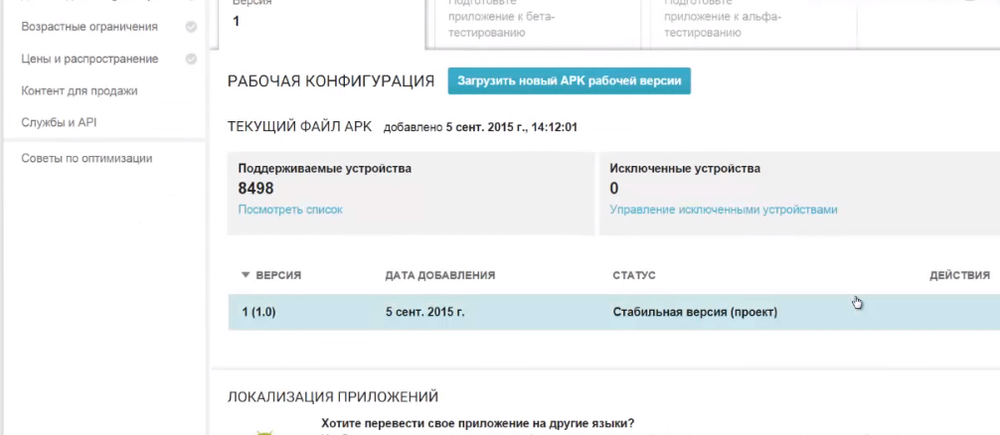 Версия
1
Подготовьте
приложение к бета-
тестированию
Подготовьте
приложение к альфа-
тестированию
Возрастные ограничения
Цены и распространение
Контент для продажи
Службы и API
Советы по оптимизации
РАБОЧАЯ КОНФИГУРАЦИЯ
Загрузить новый APK рабочей версии
ТЕКУЩИЙ ФАЙЛ APK добавлено 5 сент. 2015 г., 14:12:01
Поддерживаемые устройства
8498
Посмотреть список
Исключенные устройства
0
Управление исключенными устройствами
ВЕРСИЯ ДАТА ДОБАВЛЕНИЯ СТАТУС ДЕЙСТВИЯ
1 (1.0) 5 сент. 2015 г. Стабильная версия (проект)
ЛОКАЛИЗАЦИЯ ПРИЛОЖЕНИЙ
Хотите перевести свое приложение на другие языки?